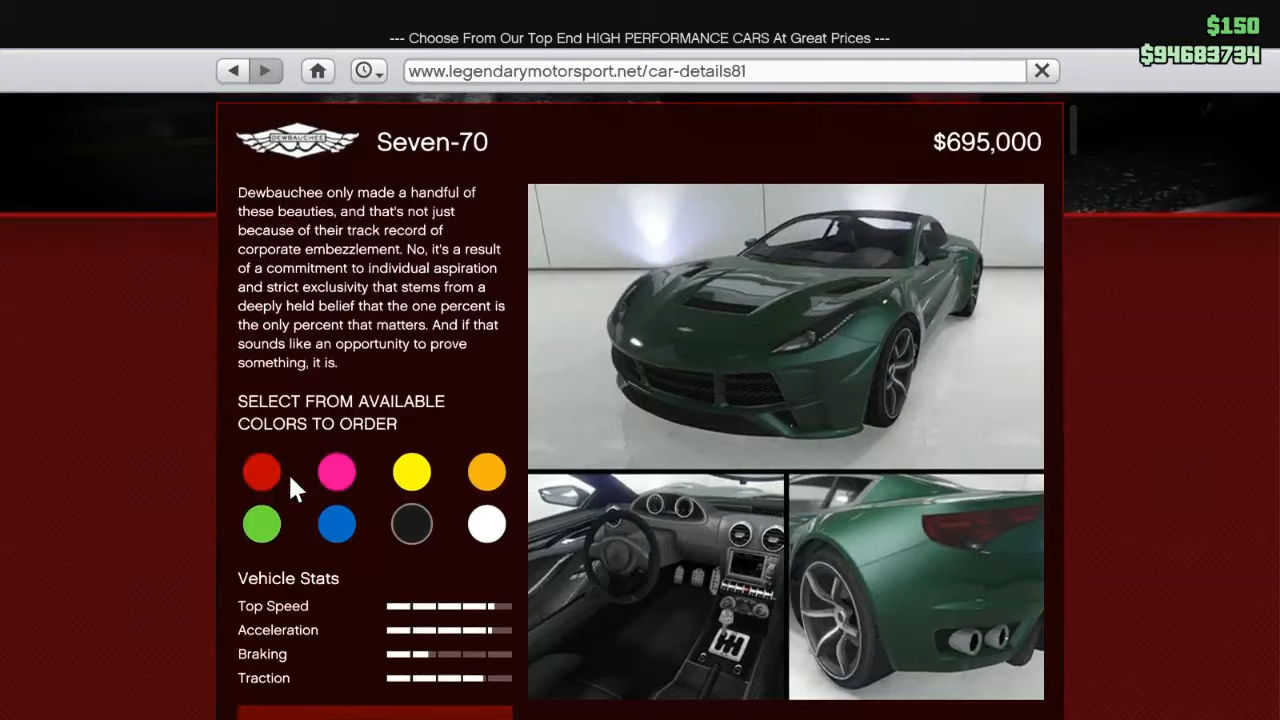 $150
--- Choose From Our Top End HIGH PERFORMANCE CARS At Great Prices ---
$94683734
www.legendarymotorsport.net/car-details81
DEWBAUCHEE
Seven-70
$695,000
Dewbauchee only made a handful of
these beauties, and that's not just
because of their track record of
corporate embezzlement. No, it's a result
of a commitment to individual aspiration
and strict exclusivity that stems from a
deeply held belief that the one percent is
the only percent that matters. And if that
sounds like an opportunity to prove
something, it is.
SELECT FROM AVAILABLE
COLORS TO ORDER
Vehicle Stats
Top Speed
Acceleration
Braking
Traction